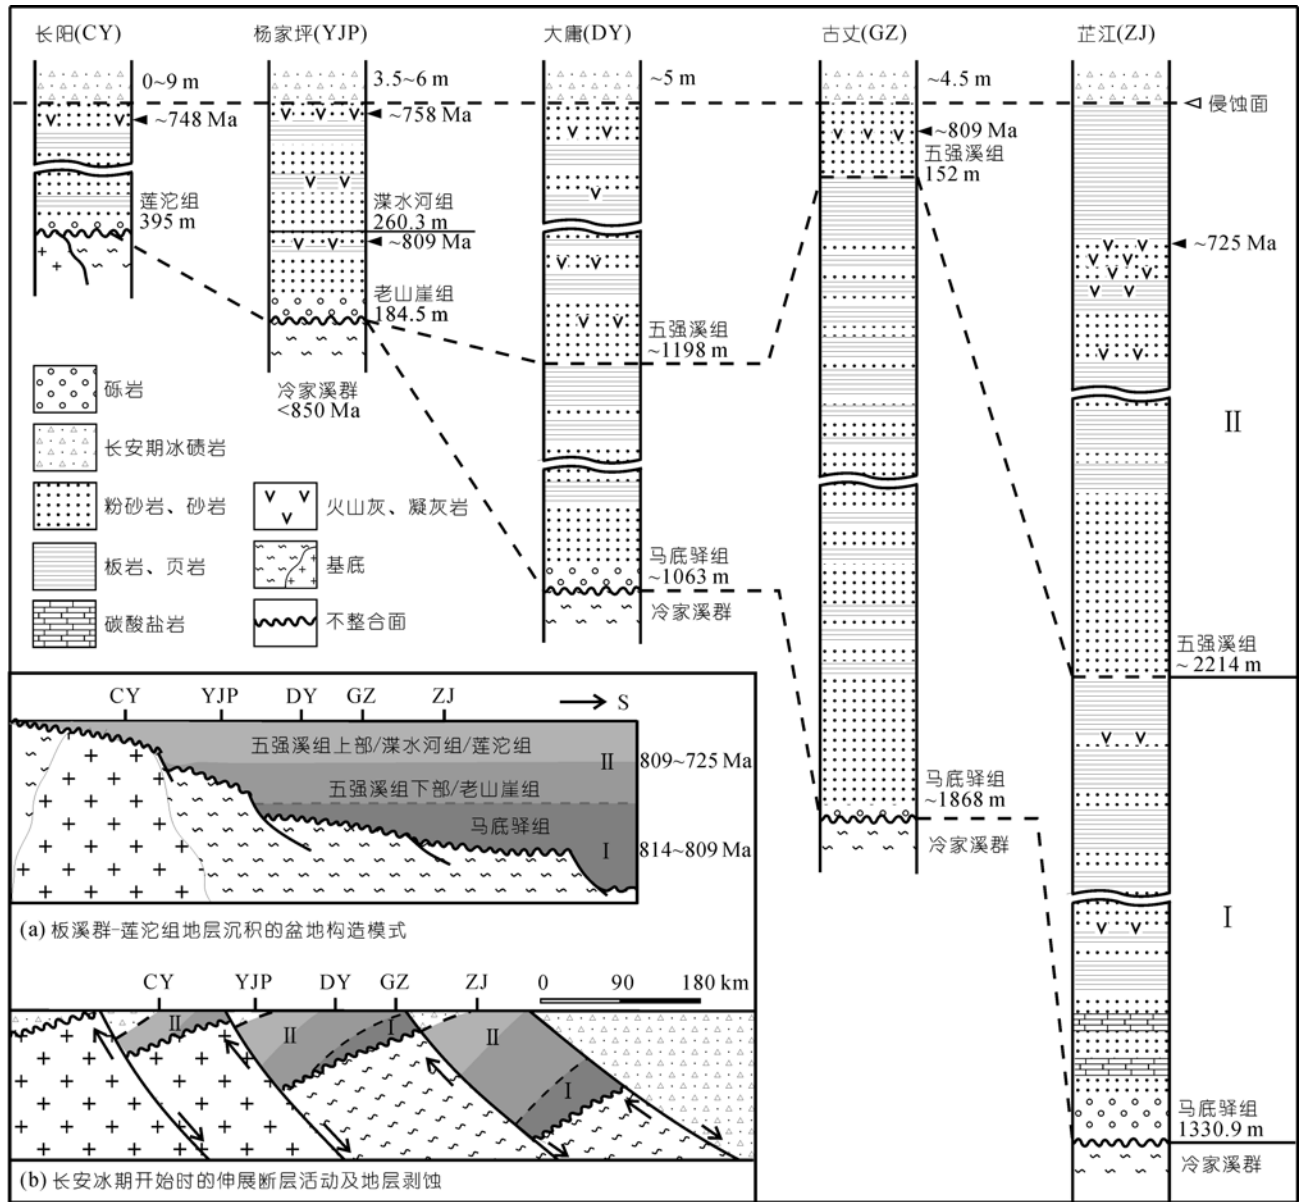 长阳(CY)
杨家坪(YJP)
大庸(DY)
古丈(GZ)
芷江(ZJ)
0~9 m
3.5~6 m
~5 m
~4.5 m
侵蚀面
~748 Ma
~758 Ma
~809 Ma
五强溪组
152 m
莲沱组
395 m
渫水河组
260.3 m
~809 Ma
~725 Ma
老山崖组
184.5 m
五强溪组
~1198 m
冷家溪群
<850 Ma
砾岩
长安期冰碛岩
粉砂岩、砂岩
板岩、页岩
碳酸盐岩
火山灰、凝灰岩
基底
不整合面
II
马底驿组
~1063 m
冷家溪群
五强溪组
~ 2214 m
马底驿组
~1868 m
冷家溪群
I
马底驿组
1330.9 m
冷家溪群
CY YJP DY GZ ZJ S
五强溪组上部/渫水河组/莲沱组
II 809~725 Ma
五强溪组下部/老山崖组
马底驿组
I 814~809 Ma
(a) 板溪群-莲沱组地层沉积的盆地构造模式
CY YJP DY GZ ZJ 0 90 180 km
II II I II I
(b) 长安冰期开始时的伸展断层活动及地层剥蚀